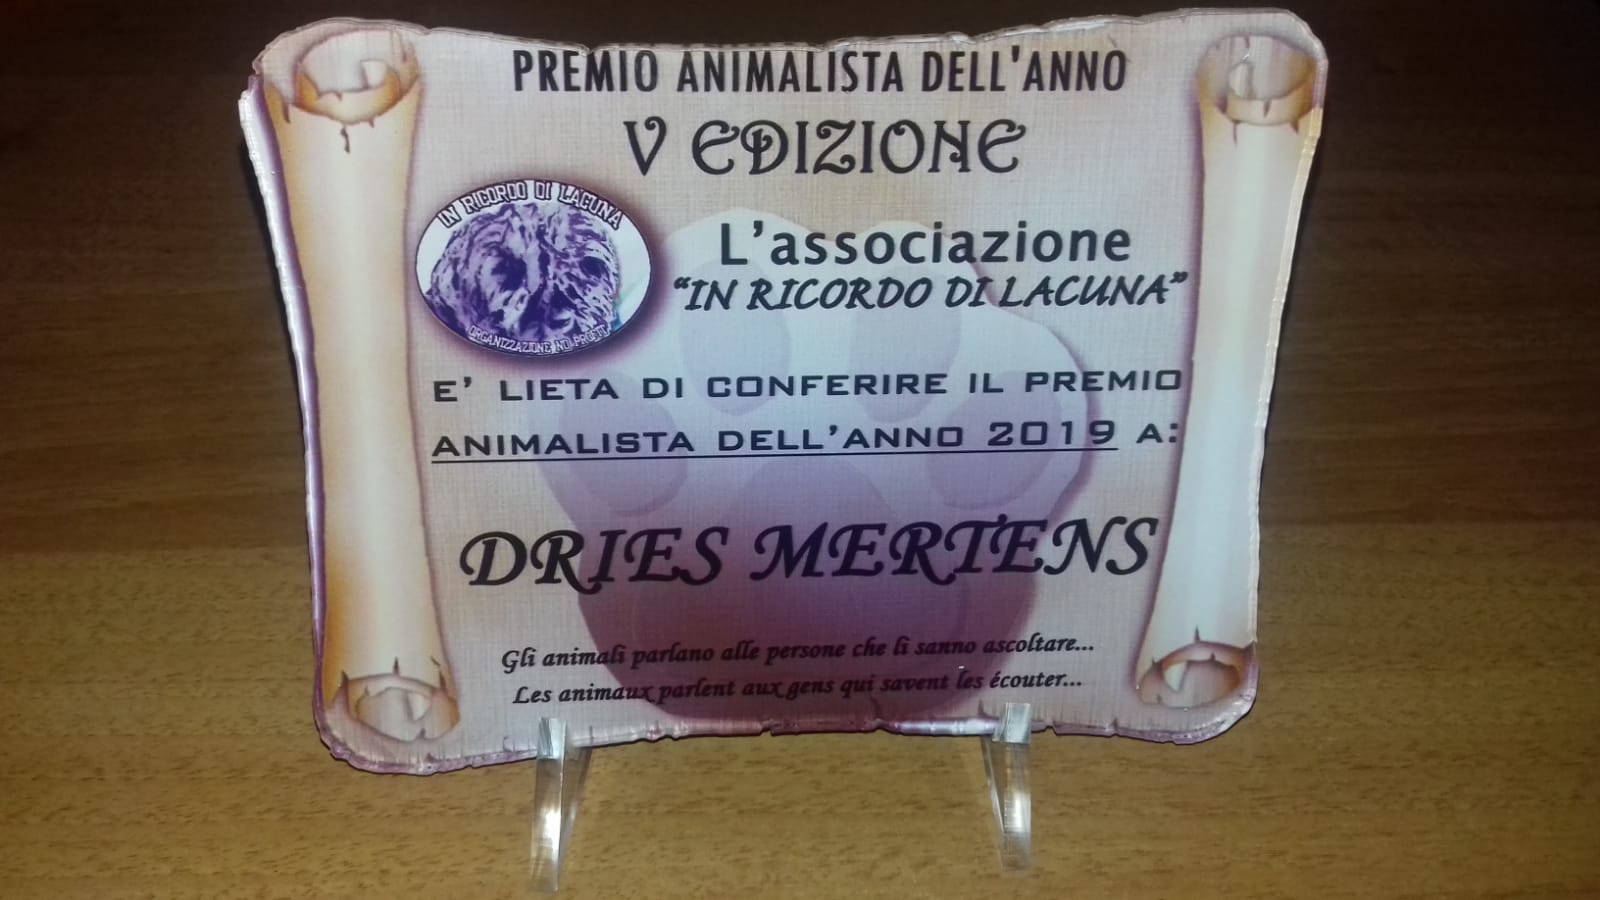 PREMIO ANIMALISTA DELL'ANNO
V EDIZIONE
IN RICORDO DI LACUNA
ORGANIZZAZIONE NO PROFIT
L'associazione
"IN RICORDO DI LACUNA"
E' LIETA DI CONFERIRE IL PREMIO
ANIMALISTA DELL'ANNO 2019 A:
DRIES MERTENS
Gli animali parlano alle persone che li sanno ascoltare...
Les animaux parlent aux gens qui savent les écouter...